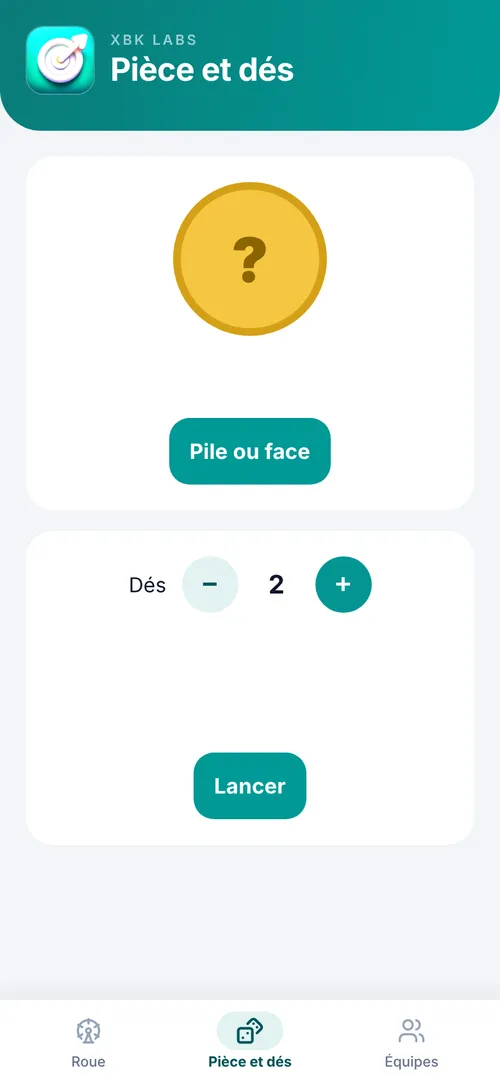 XBK LABS
Pièce et dés
?
Pile ou face
Dés − 2 +
Lancer
Roue
Pièce et dés
Équipes